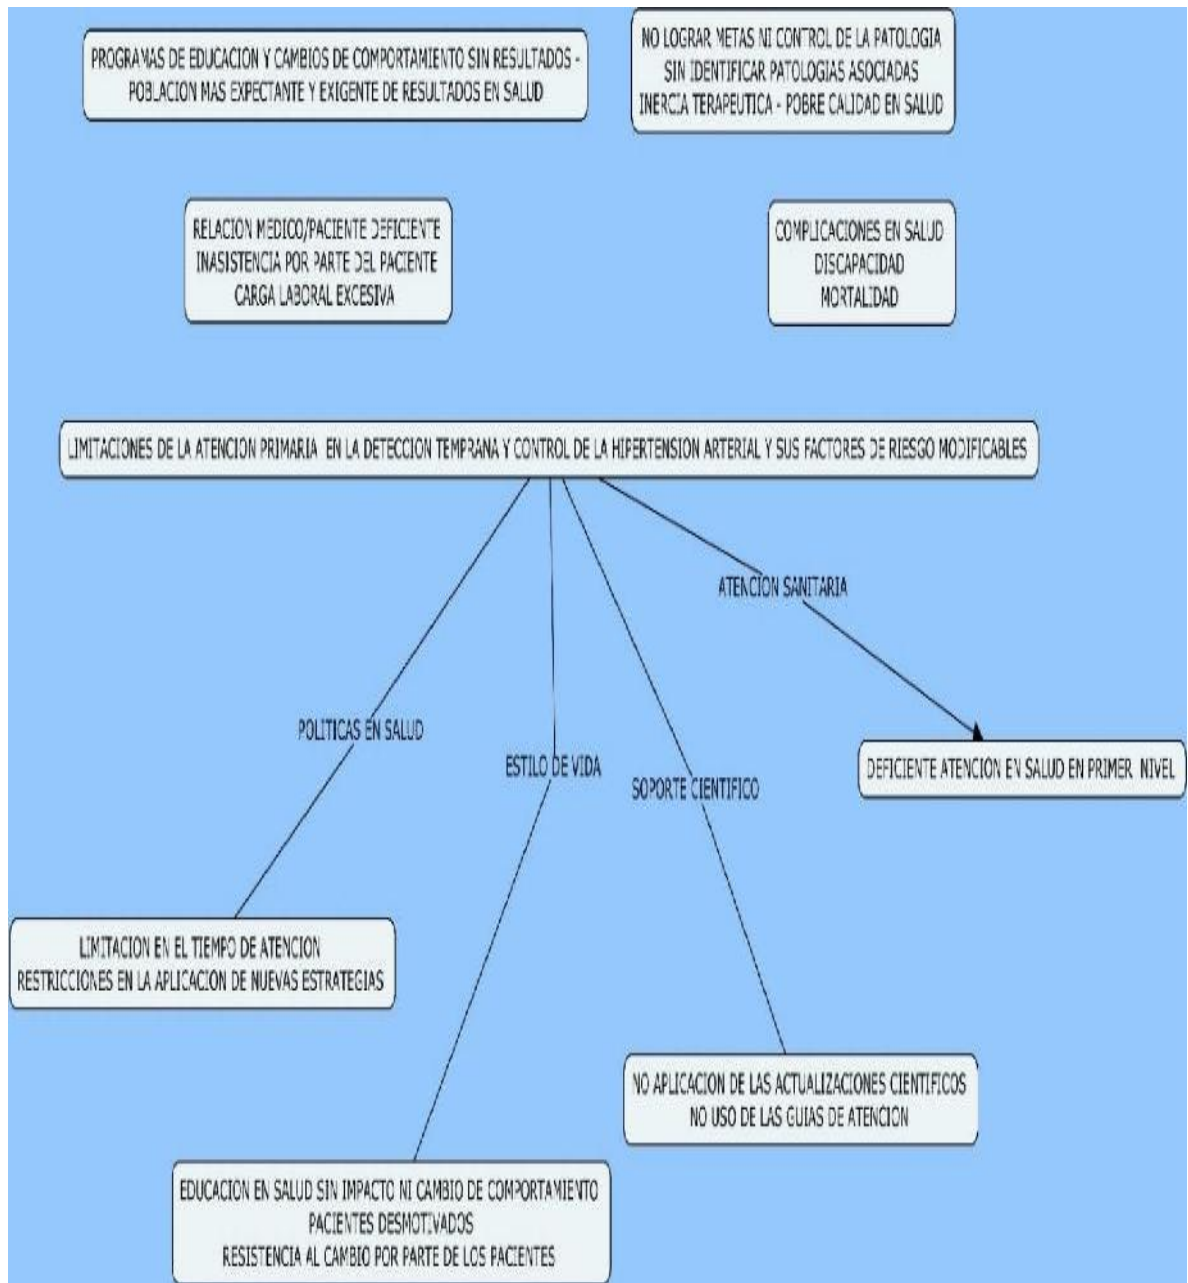 PROGRAMAS DE EDUCACION Y CAMBIOS DE COMPORTAMIENTO SIN RESULTADOS -
POBLACION MAS EXPECTANTE Y EXIGENTE DE RESULTADOS EN SALUD
NO LOGRAR METAS NI CONTROL DE LA PATOLOGIA
SIN IDENTIFICAR PATOLOGIAS ASOCIADAS
INERCIA TERAPEUTICA - POBRE CALIDAD EN SALUD
RELACION MEDICO/PACIENTE DEFICIENTE
INASISTENCIA POR PARTE DEL PACIENTE
CARGA LABORAL EXCESIVA
COMPLICACIONES EN SALUD
DISCAPACIDAD
MORTALIDAD
LIMITACIONES DE LA ATENCION PRIMARIA EN LA DETECCION TEMPRANA Y CONTROL DE LA HIPERTENSION ARTERIAL Y SUS FACTORES DE RIESGO MODIFICABLES
ATENCION SANITARIA
POLITICAS EN SALUD
ESTILO DE VIDA
SOPORTE CIENTIFICO
DEFICIENTE ATENCION EN SALUD EN PRIMER NIVEL
LIMITACION EN EL TIEMPO DE ATENCION
RESTRICCIONES EN LA APLICACION DE NUEVAS ESTRATEGIAS
NO APLICACION DE LAS ACTUALIZACIONES CIENTIFICOS
NO USO DE LAS GUIAS DE ATENCION
EDUCACION EN SALUD SIN IMPACTO NI CAMBIO DE COMPORTAMIENTO
PACIENTES DESMOTIVADOS
RESISTENCIA AL CAMBIO POR PARTE DE LOS PACIENTES